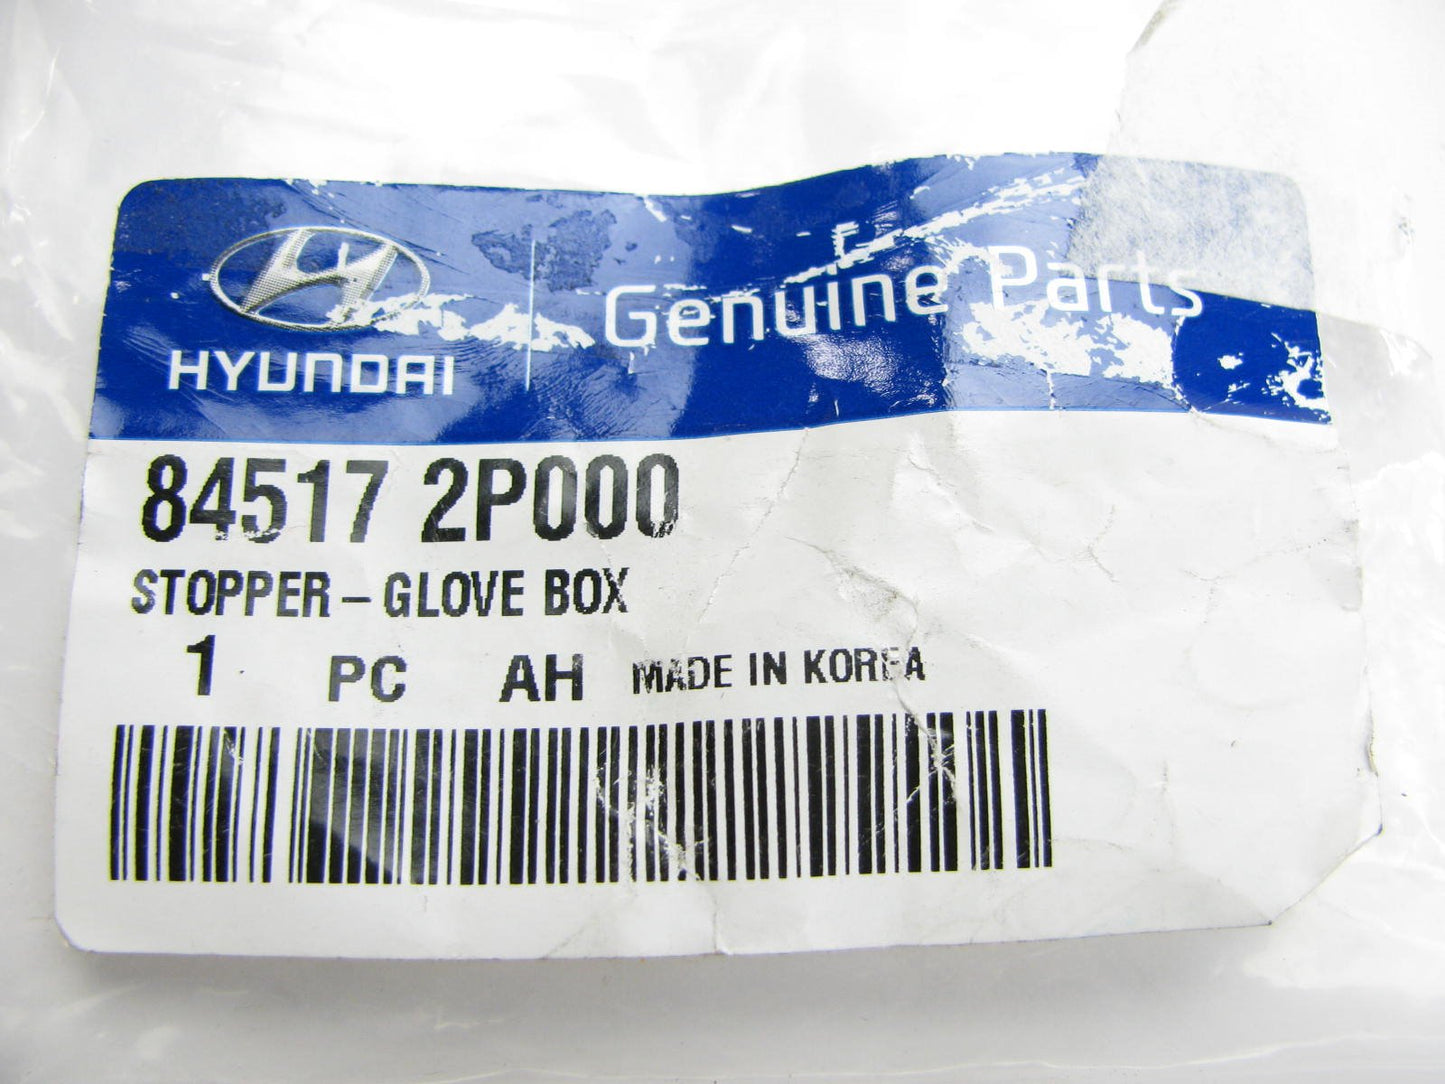 HYUNDAI
Genuine Parts
84517 2P000
STOPPER-GLOVE BOX
1 PC AH MADE IN KOREA